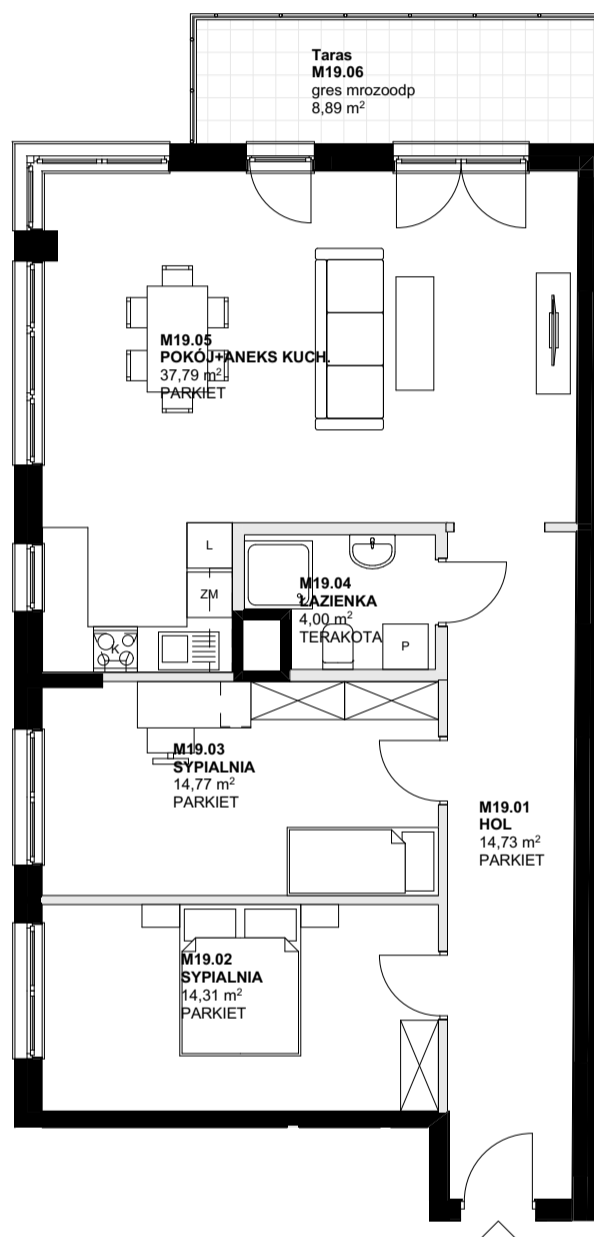 Taras
M19.06
gres mrozoodp
8,89 m²
M19.05
POKÓJ+ANEKS KUCH.
37,79 m²
PARKIET
L
ZM
K
M19.04
ŁAZIENKA
4,00 m²
TERAKOTA
P
M19.03
SYPIALNIA
14,77 m²
PARKIET
M19.01
HOL
14,73 m²
PARKIET
M19.02
SYPIALNIA
14,31 m²
PARKIET